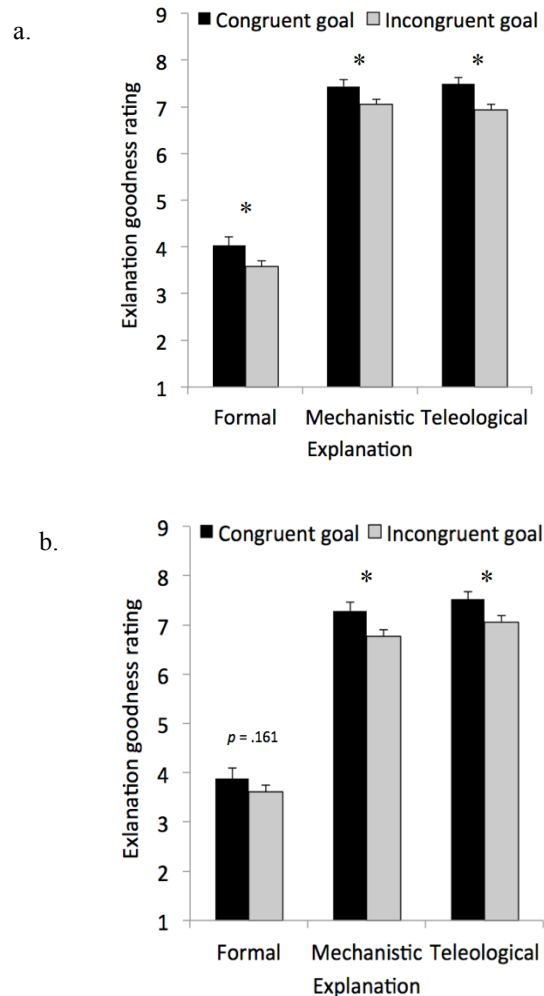 a.
Congruent goal Incongruent goal
9
8
7
6
5
4
3
2
1
Exlanation goodness rating
*
*
*
Formal Mechanistic Teleological
Explanation
b.
Congruent goal Incongruent goal
9
8
7
6
5
4
3
2
1
Exlanation goodness rating
p = .161
*
*
Formal Mechanistic Teleological
Explanation